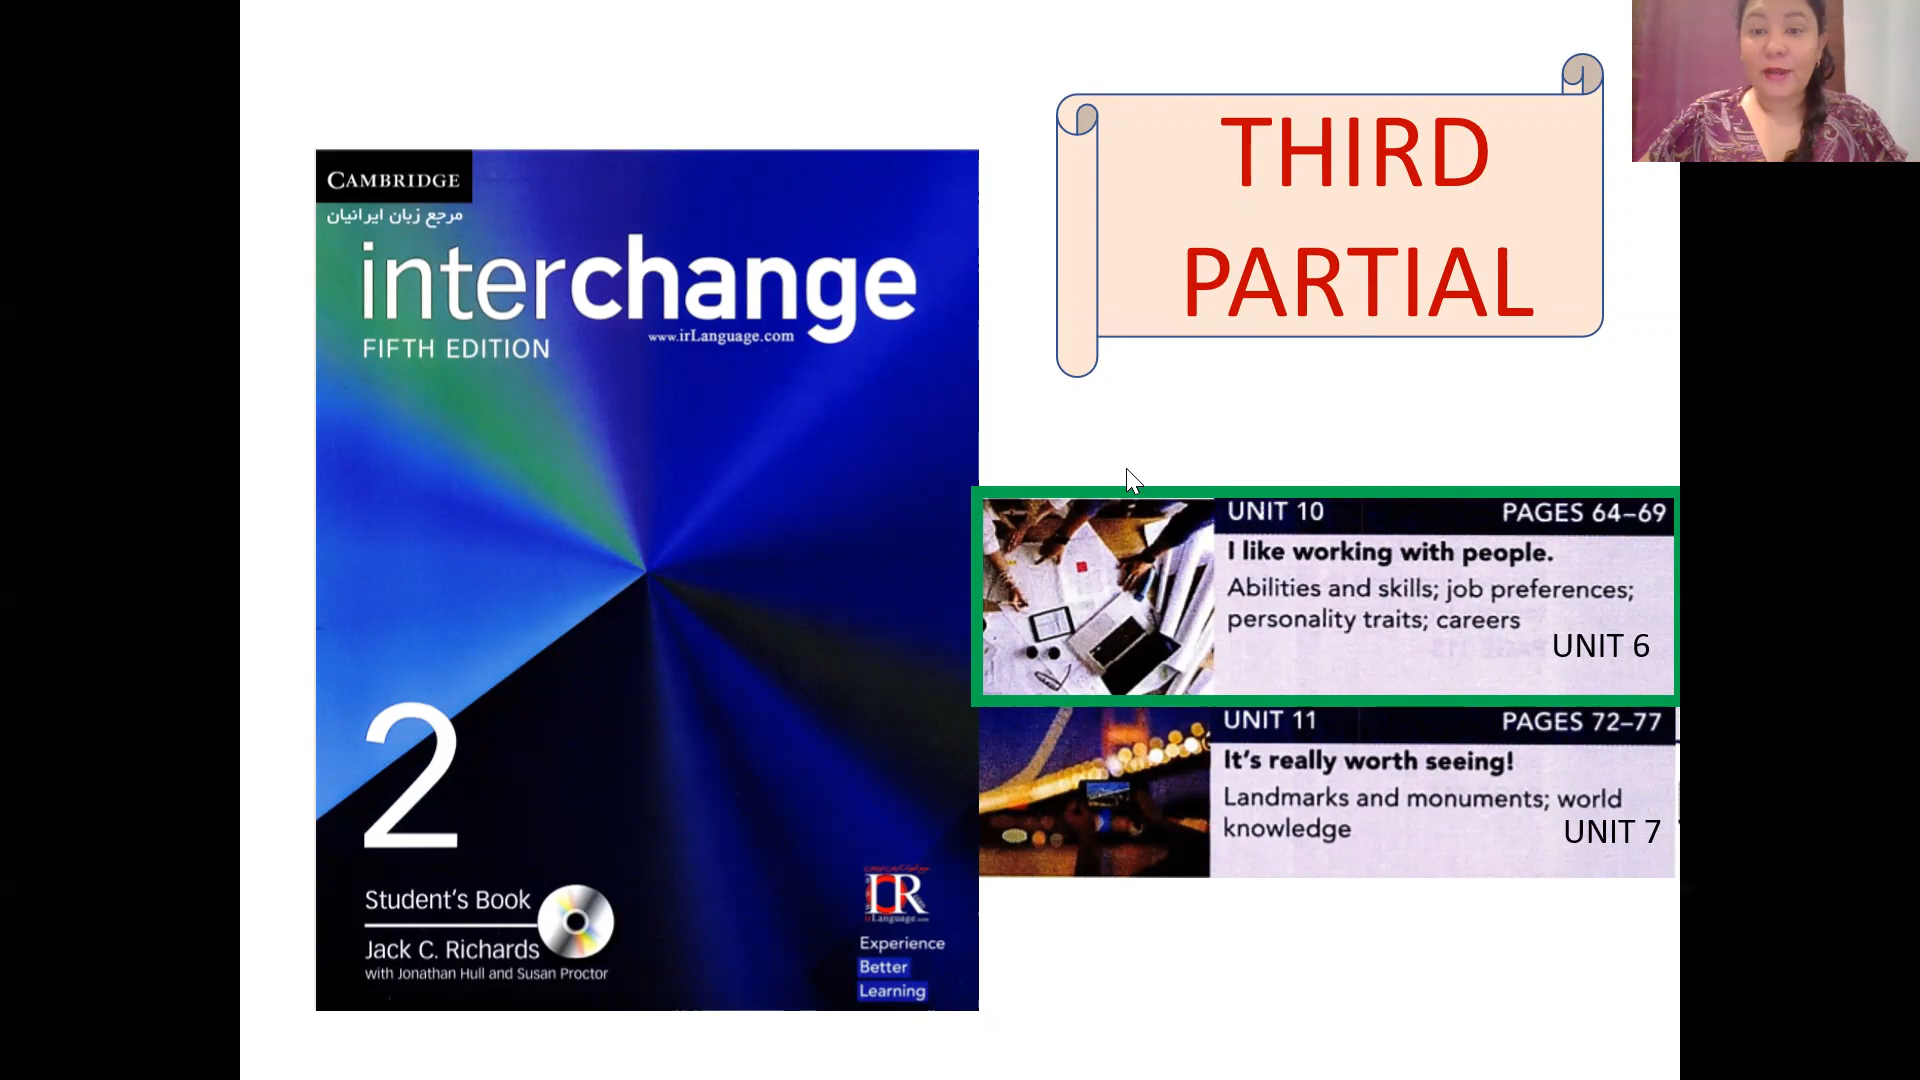 CAMBRIDGE
مرجع زبان ایرانیان
interchange
www.irLanguage.com
FIFTH EDITION
2
Student's Book
Jack C. Richards
with Jonathan Hull and Susan Proctor
IR
irLanguage.com
Experience
Better
Learning
THIRD
PARTIAL
UNIT 10 PAGES 64–69
I like working with people.
Abilities and skills; job preferences;
personality traits; careers
UNIT 6
UNIT 11 PAGES 72–77
It's really worth seeing!
Landmarks and monuments; world
knowledge
UNIT 7